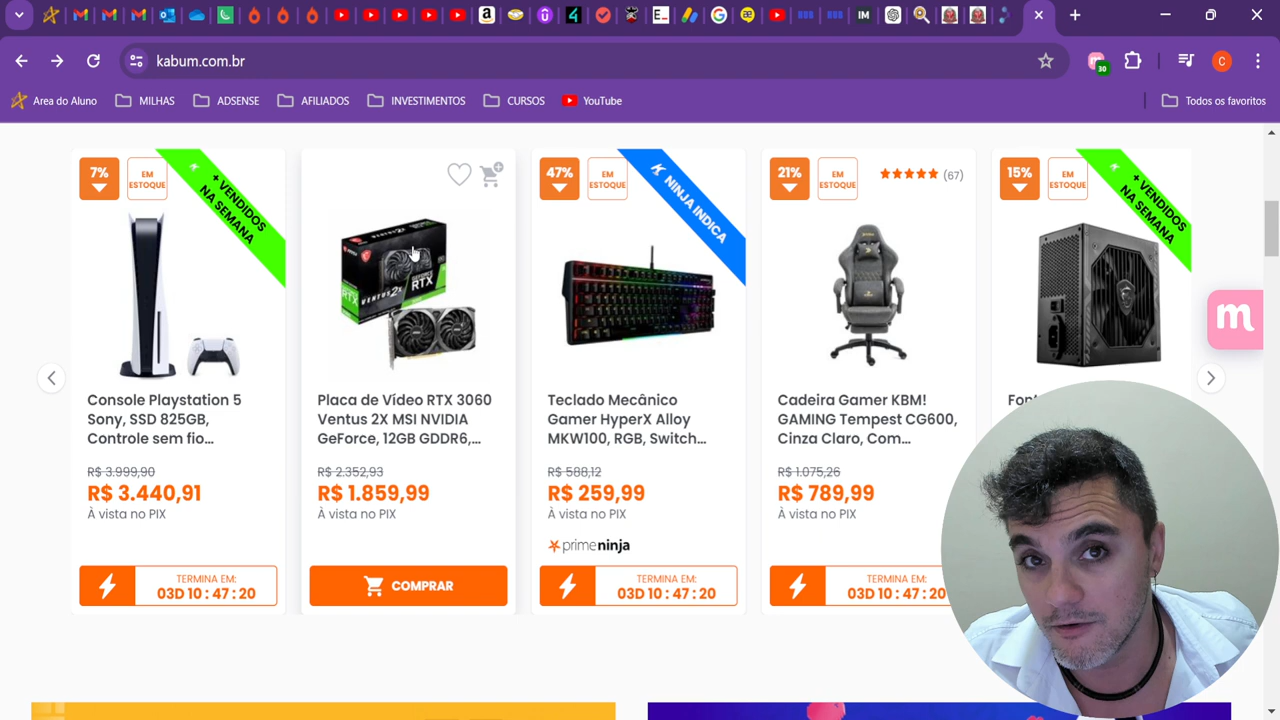 kabum.com.br
30
C
Area do Aluno
MILHAS
ADSENSE
AFILIADOS
INVESTIMENTOS
CURSOS
YouTube
Todos os favoritos
7%
EM
ESTOQUE
+ VENDIDOS
NA SEMANA
Console Playstation 5
Sony, SSD 825GB,
Controle sem fio...
R$ 3.999,90
R$ 3.440,91
À vista no PIX
TERMINA EM:
03D 10 : 47 : 20
VENTUS 2X
RTX
Placa de Vídeo RTX 3060
Ventus 2X MSI NVIDIA
GeForce, 12GB GDDR6,...
R$ 2.352,93
R$ 1.859,99
À vista no PIX
COMPRAR
47%
EM
ESTOQUE
NINJA INDICA
Teclado Mecânico
Gamer HyperX Alloy
MKW100, RGB, Switch...
R$ 588,12
R$ 259,99
À vista no PIX
primeninja
TERMINA EM:
03D 10 : 47 : 20
21%
EM
ESTOQUE
(67)
Cadeira Gamer KBM!
GAMING Tempest CG600,
Cinza Claro, Com...
R$ 1.075,26
R$ 789,99
À vista no PIX
TERMINA EM:
03D 10 : 47 : 20
15%
EM
ESTOQUE
+ VENDIDOS
NA SEMANA
m